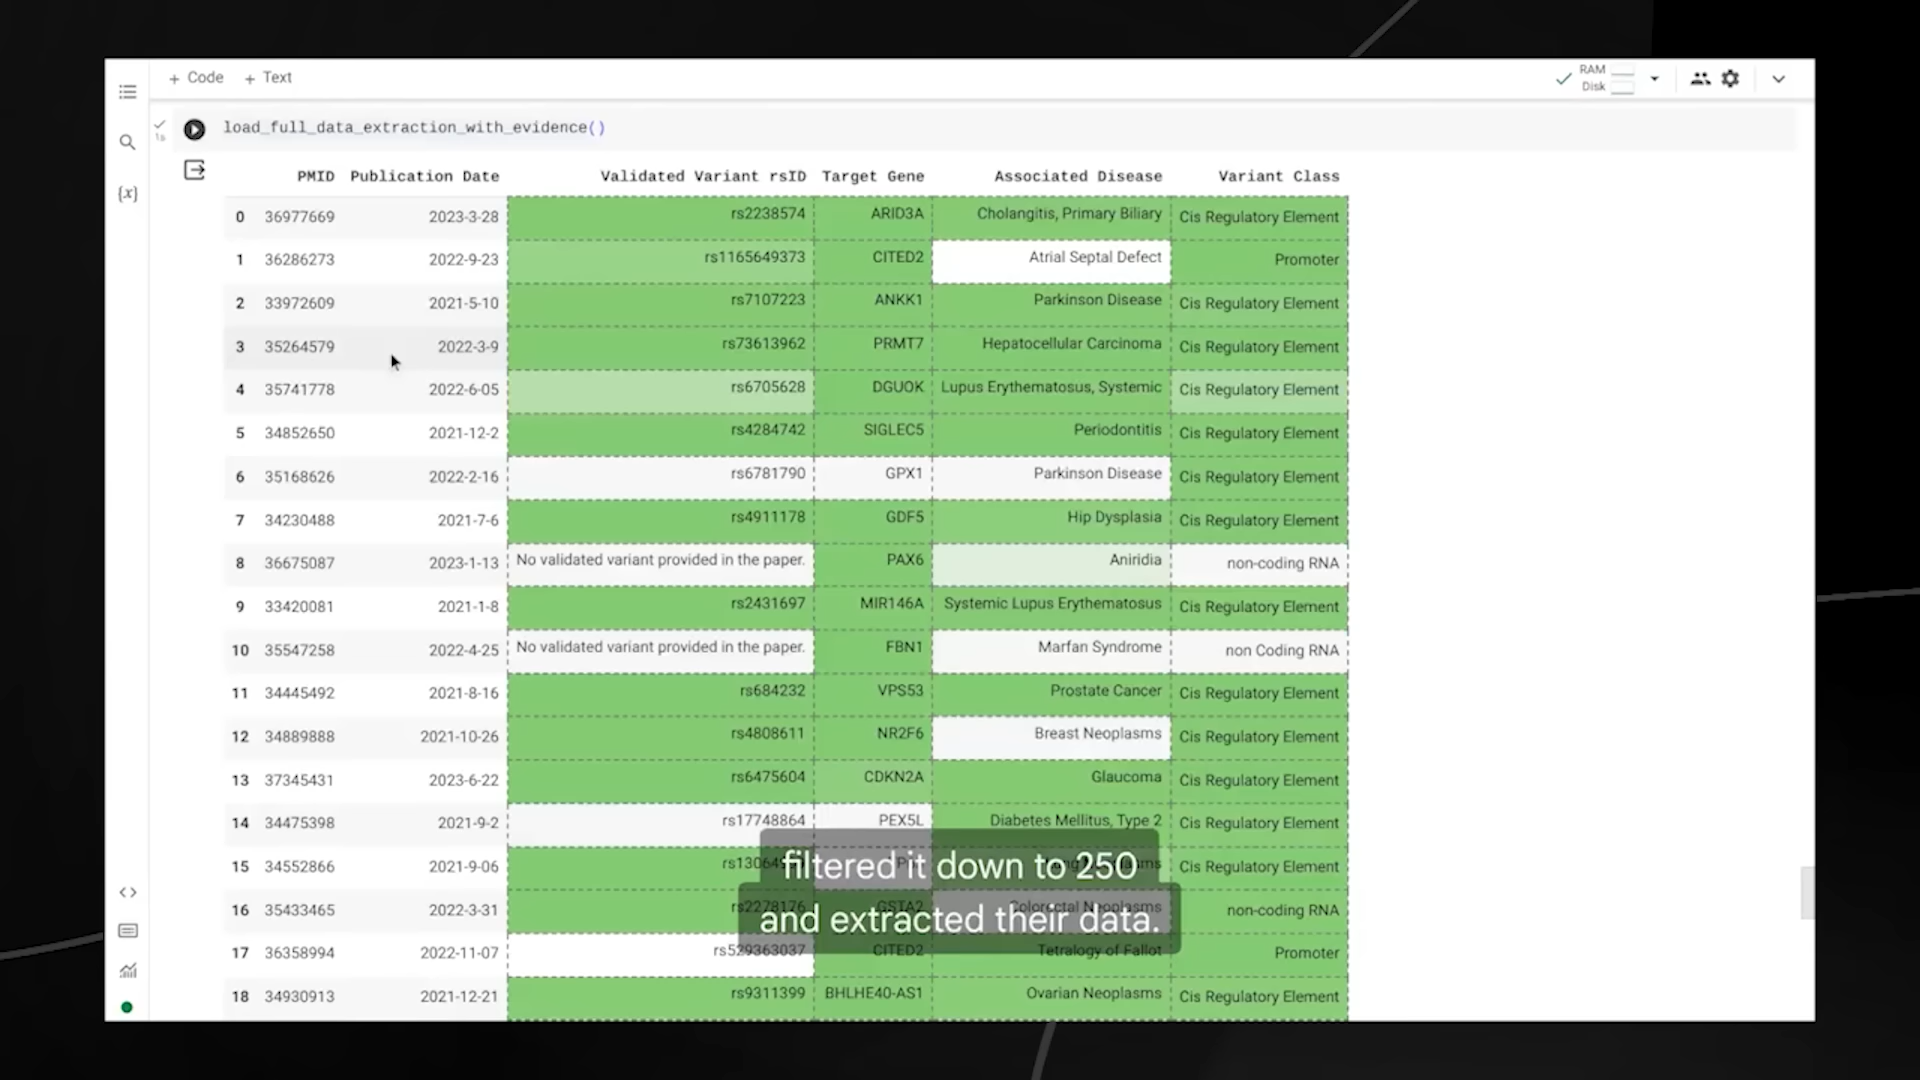 + Code + Text
RAM
Disk
{x}
1s
load_full_data_extraction_with_evidence()
PMID Publication Date Validated Variant rsID Target Gene Associated Disease Variant Class
0 36977669 2023-3-28 rs2238574 ARID3A Cholangitis, Primary Biliary Cis Regulatory Element
1 36286273 2022-9-23 rs1165649373 CITED2 Atrial Septal Defect Promoter
2 33972609 2021-5-10 rs7107223 ANKK1 Parkinson Disease Cis Regulatory Element
3 35264579 2022-3-9 rs73613962 PRMT7 Hepatocellular Carcinoma Cis Regulatory Element
4 35741778 2022-6-05 rs6705628 DGUOK Lupus Erythematosus, Systemic Cis Regulatory Element
5 34852650 2021-12-2 rs4284742 SIGLEC5 Periodontitis Cis Regulatory Element
6 35168626 2022-2-16 rs6781790 GPX1 Parkinson Disease Cis Regulatory Element
7 34230488 2021-7-6 rs4911178 GDF5 Hip Dysplasia Cis Regulatory Element
8 36675087 2023-1-13 No validated variant provided in the paper. PAX6 Aniridia non-coding RNA
9 33420081 2021-1-8 rs2431697 MIR146A Systemic Lupus Erythematosus Cis Regulatory Element
10 35547258 2022-4-25 No validated variant provided in the paper. FBN1 Marfan Syndrome non Coding RNA
11 34445492 2021-8-16 rs684232 VPS53 Prostate Cancer Cis Regulatory Element
12 34889888 2021-10-26 rs4808611 NR2F6 Breast Neoplasms Cis Regulatory Element
13 37345431 2023-6-22 rs6475604 CDKN2A Glaucoma Cis Regulatory Element
14 34475398 2021-9-2 rs17748864 PEX5L Diabetes Mellitus, Type 2 Cis Regulatory Element
15 34552866 2021-9-06 Cis Regulatory Element
filtered it down to 250
16 35433465 2022-3-31 rs2278176 GSTA2 Colorectal Neoplasms non-coding RNA
and extracted their data.
17 36358994 2022-11-07 rs529363037 CITED2 Tetralogy of Fallot Promoter
18 34930913 2021-12-21 rs9311399 BHLHE40-AS1 Ovarian Neoplasms Cis Regulatory Element